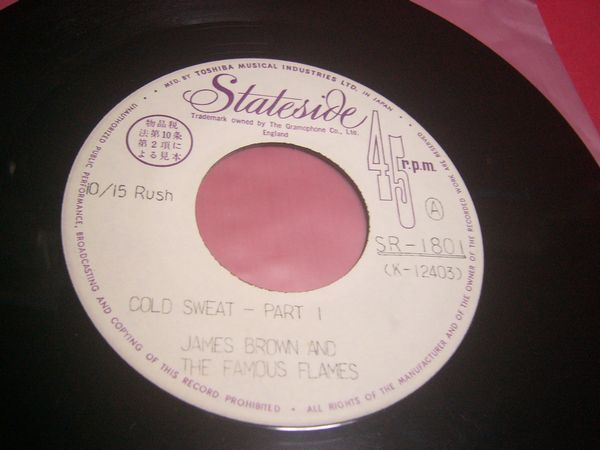 MFD. BY TOSHIBA MUSICAL INDUSTRIES LTD. IN JAPAN
Stateside
Trademark owned by The Gramophone Co., Ltd.
England
物品税
法第10条
第2項に
よる見本
45 r.p.m.
10/15 Rush
A
SR-1801
(K-12403)
COLD SWEAT - PART 1
JAMES BROWN AND
THE FAMOUS FLAMES
UNAUTHORIZED PUBLIC PERFORMANCE, BROADCASTING AND COPYING OF THIS RECORD PROHIBITED • ALL RIGHTS OF THE MANUFACTURER AND OF THE OWNER OF THE RECORDED WORK ARE RESERVED